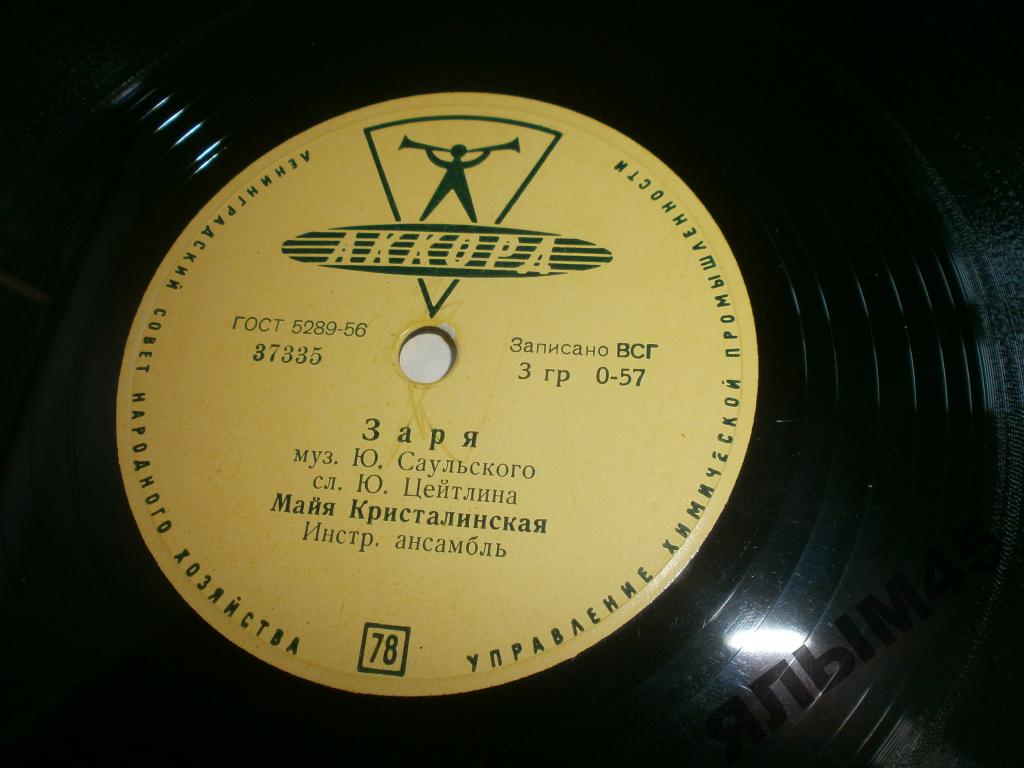 АККОРД
ЛЕНИНГРАДСКИЙ СОВЕТ НАРОДНОГО ХОЗЯЙСТВА
УПРАВЛЕНИЕ ХИМИЧЕСКОЙ ПРОМЫШЛЕННОСТИ
ГОСТ 5289-56
37335
Записано ВСГ
3 гр 0-57
Заря
муз. Ю. Саульского
сл. Ю. Цейтлина
Майя Кристалинская
Инстр. ансамбль
78
ЯЛЫМ45